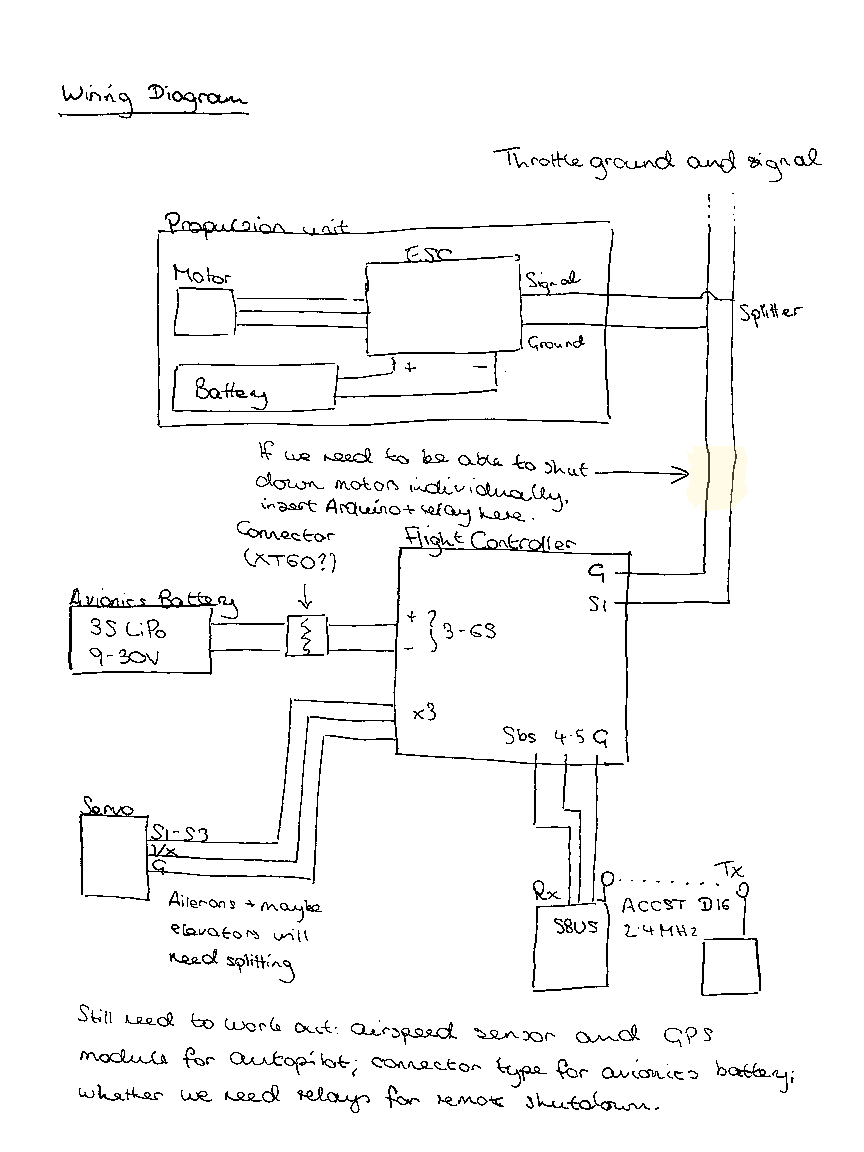 Wiring Diagram
Throttle ground and signal
Propulsion unit
ESC
Motor
Signal
Splitter
Ground
+ -
Battery
If we need to be able to shut
down motors individually,
insert Arduino + relay here.
Connector
(XT60?)
Flight Controller
G
S1
Avionics Battery
3S LiPo
9-30V
+
-
3-6S
x3
Sbs 4.5 G
Servo
S1-S3
Vx
G
Ailerons + maybe
elevators will
need splitting
Rx
SBUS
Tx
ACCST D16
2.4MHz
Still need to work out: airspeed sensor and GPS
module for autopilot; connector type for avionics battery;
whether we need relays for remote shutdown.